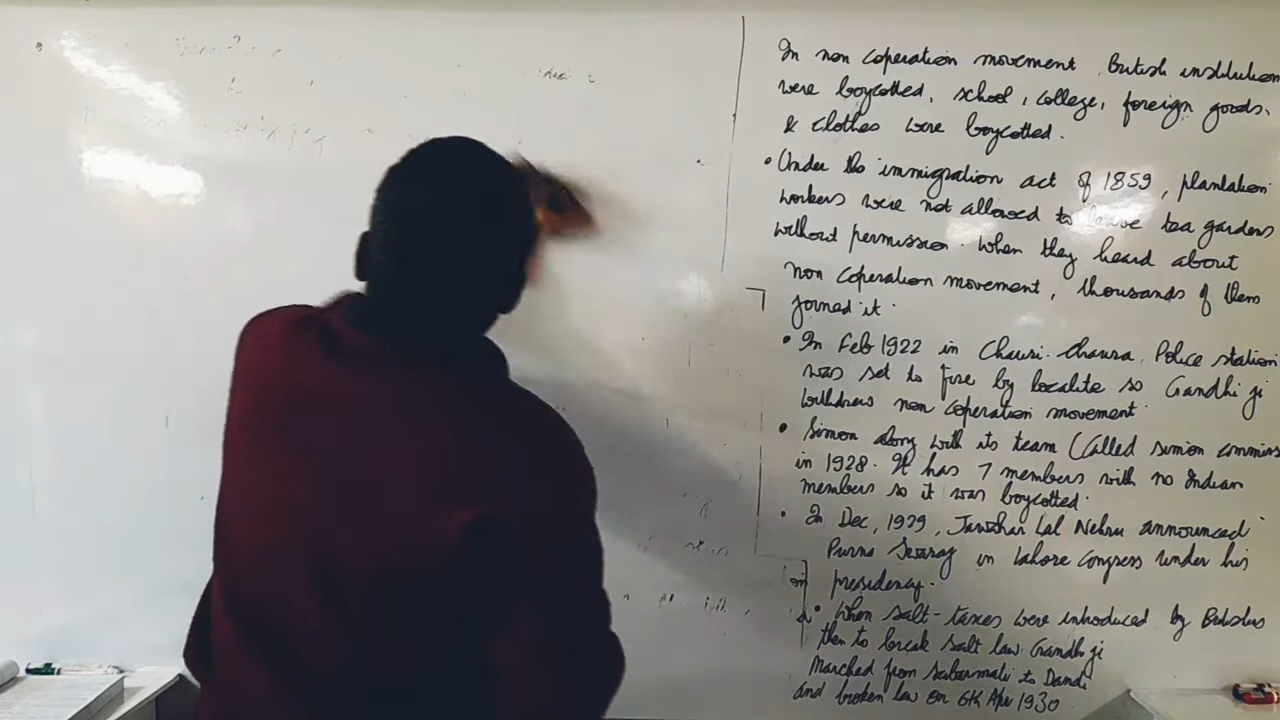 In non Coperation movement, British institution
were boycotted, school, college, foreign goods,
& clothes were boycotted.
• Under the immigration act of 1859, plantation
workers were not allowed to leave tea gardens
without permission. When they heard about
non Coperation movement, thousands of them
joined it.
• In Feb 1922 in Chauri-Chaura, Police station
was set to fire by localite so Gandhi ji
withdrew non Coperation movement
• Simon along with its team (Called simon commiss
in 1928. It has 7 members with no Indian
members so it was boycotted.
• In Dec, 1929, Jawahar Lal Nehru announced
Purna Swaraj in Lahore Congress under his
presidency.
• When salt-taxes were introduced by
then to break salt law Gandhi ji
Marched from Sabarmati to Dandi
and broken law on 6th Apr 1930